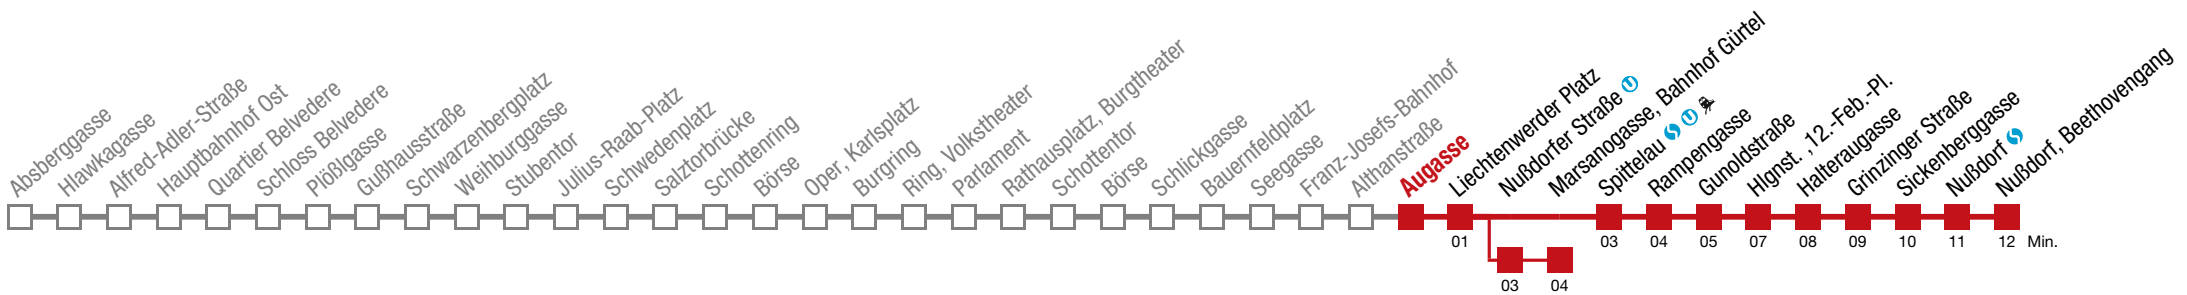 Absberggasse
Hlawkagasse
Alfred-Adler-Straße
Hauptbahnhof Ost
Quartier Belvedere
Schloss Belvedere
Plößlgasse
Gußhausstraße
Schwarzenbergplatz
Weihburggasse
Stubentor
Julius-Raab-Platz
Schwedenplatz
Salztorbrücke
Schottenring
Börse
Oper, Karlsplatz
Burgring
Ring, Volkstheater
Parlament
Rathausplatz, Burgtheater
Schottentor
Börse
Schlickgasse
Bauernfeldplatz
Seegasse
Franz-Josefs-Bahnhof
Althanstraße
Augasse
Liechtenwerder Platz
Nußdorfer Straße U
Marsanogasse, Bahnhof Gürtel
Spittelau S U
Rampengasse
Gunoldstraße
Hlgnst. ,12.-Feb.-Pl.
Halteraugasse
Grinzinger Straße
Sickenberggasse
Nußdorf S
Nußdorf, Beethovengang
01 03 04 05 07 08 09 10 11 12 Min.
03 04